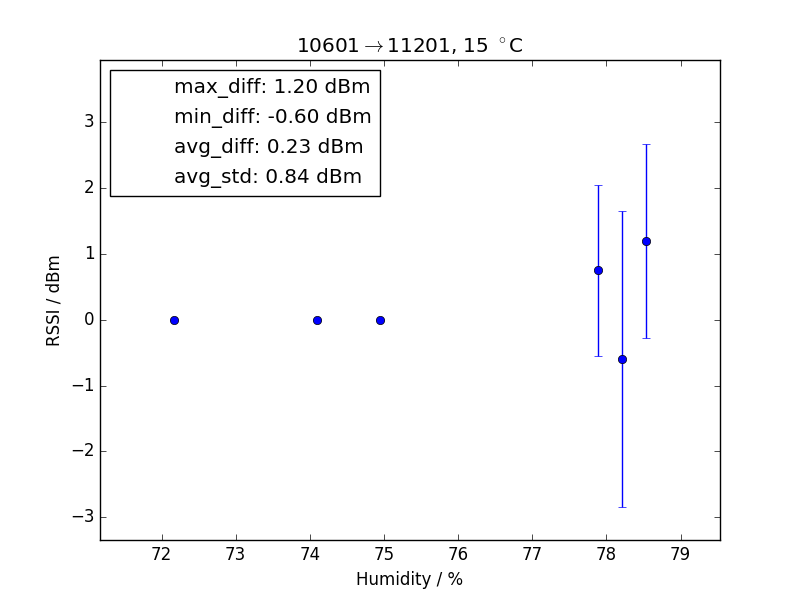 10601→11201, 15 °C
max_diff: 1.20 dBm
min_diff: -0.60 dBm
avg_diff: 0.23 dBm
avg_std: 0.84 dBm
RSSI / dBm
3
2
1
0
−1
−2
−3
72 73 74 75 76 77 78 79
Humidity / %